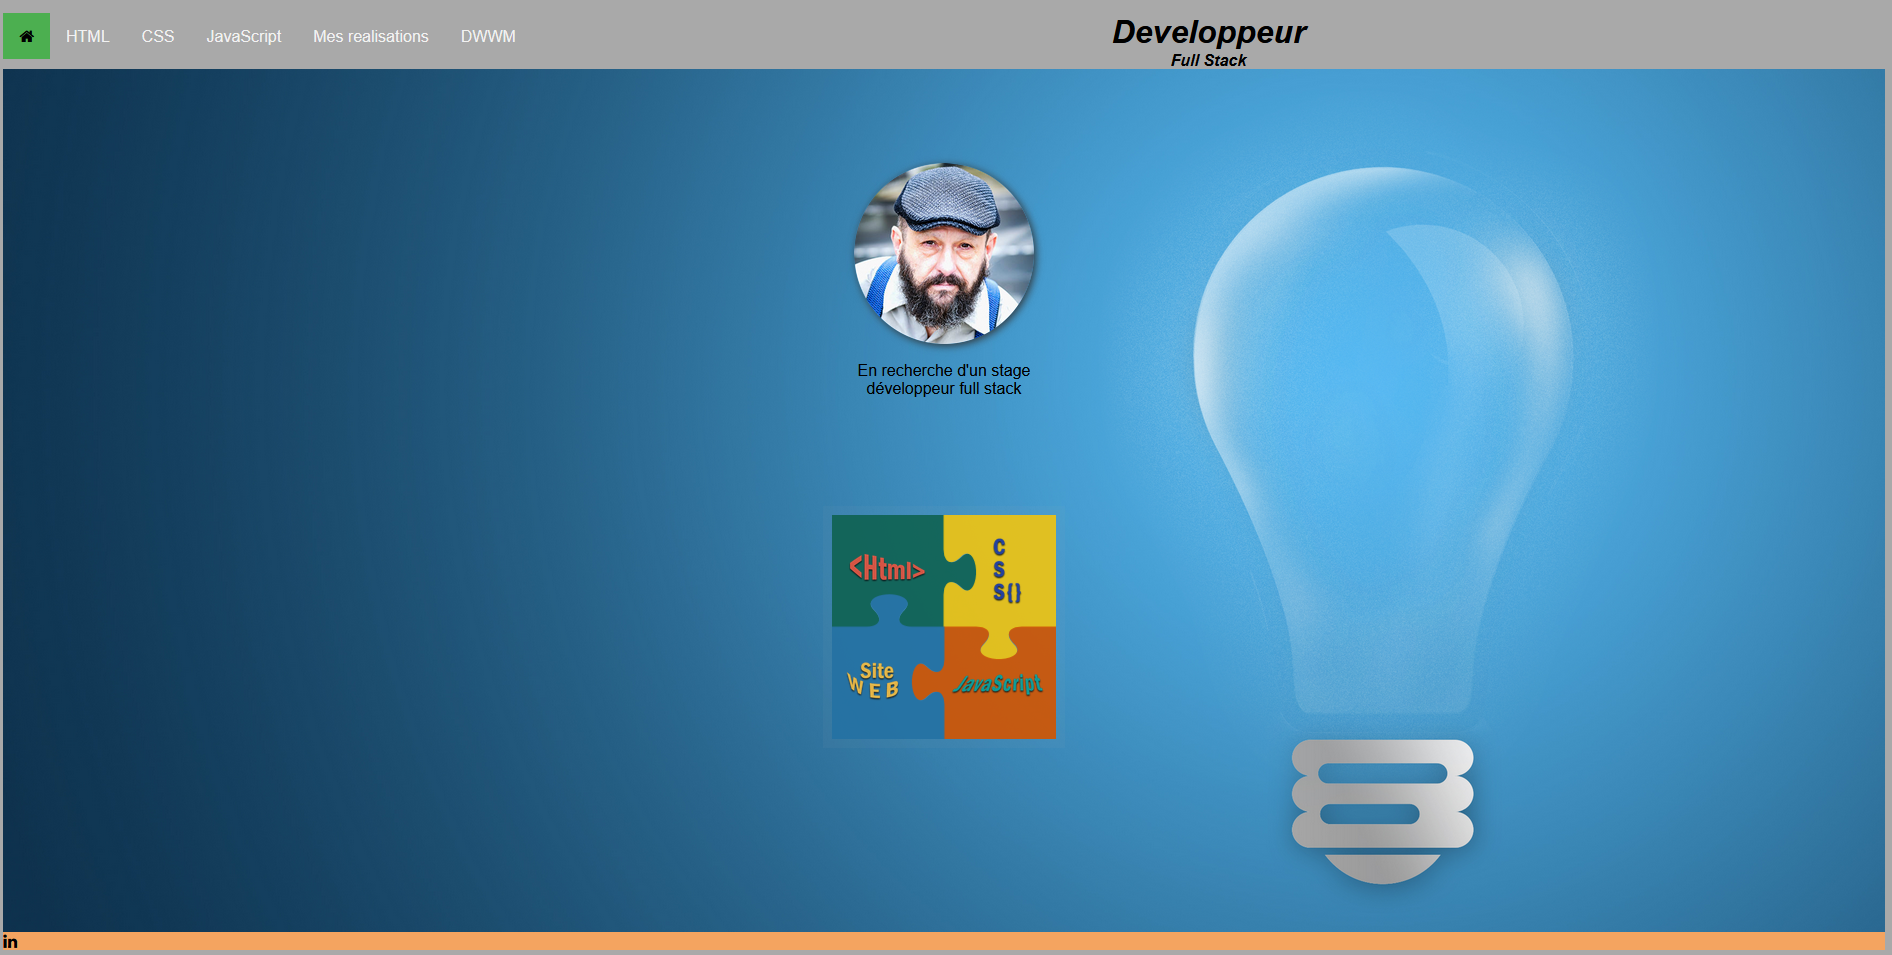 HTML
CSS
JavaScript
Mes realisations
DWWM
Developpeur
Full Stack
En recherche d'un stage
développeur full stack
<Html>
C
S
S{}
Site
WEB
JavaScript
in